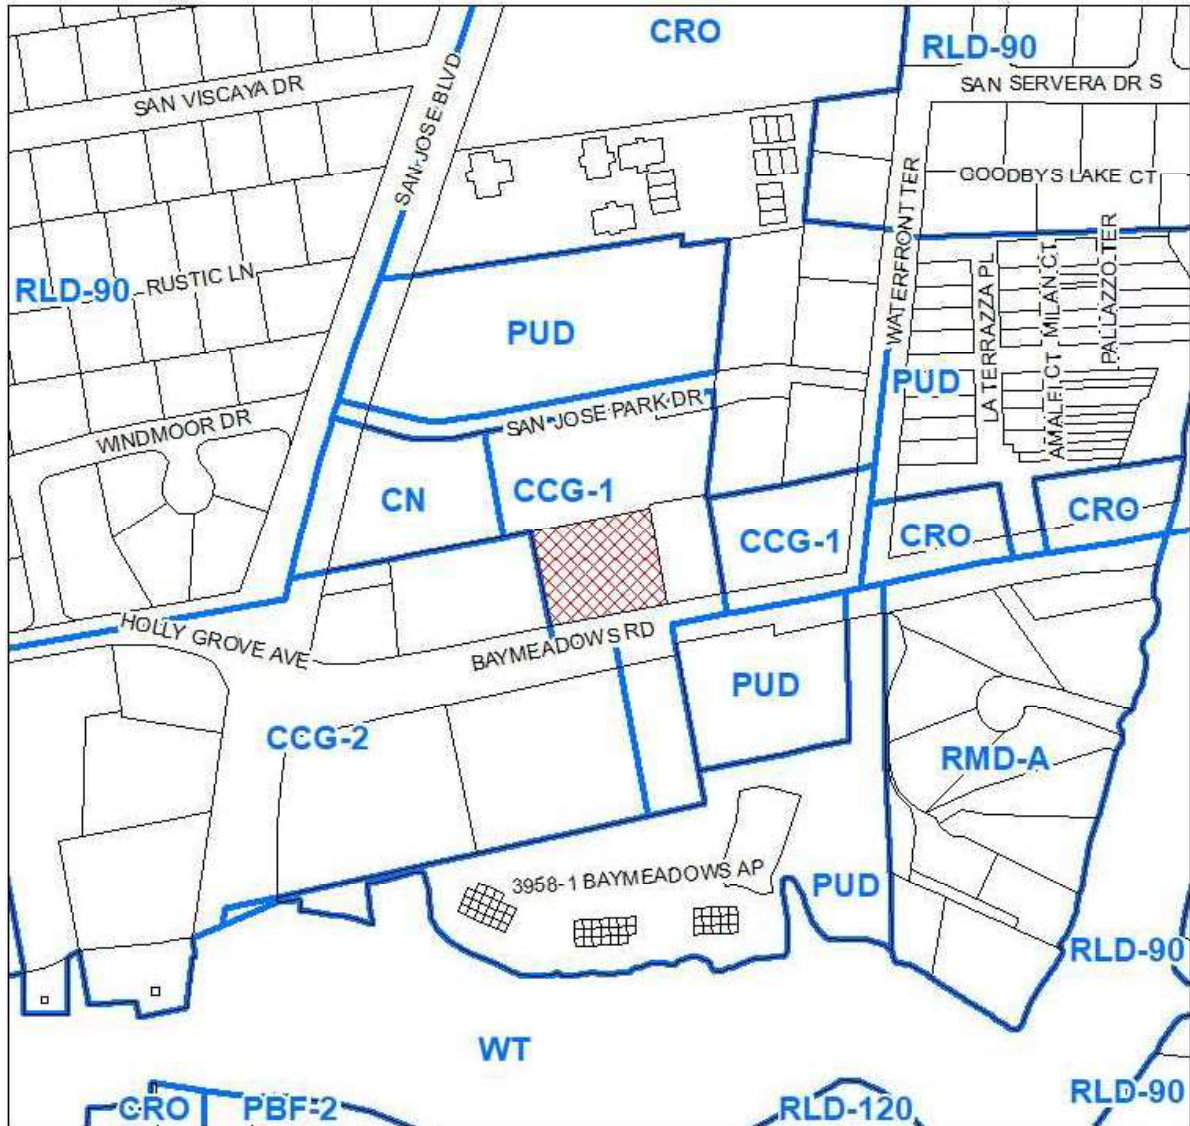 CRO
RLD-90
SAN VISCAYA DR
SAN JOSE BLVD
SAN SERVERA DR S
GOODBYS LAKE CT
WATERFRONT TER
RLD-90
RUSTIC LN
PUD
LA TERRAZZA PL
MILAN CT
PALLAZZO TER
PUD
AMALFI CT
WINDMOOR DR
SAN JOSE PARK DR
CN
CCG-1
CCG-1
CRO
CRO
HOLLY GROVE AVE
BAYMEADOWS RD
PUD
CCG-2
RMD-A
3958-1 BAYMEADOWS AP
PUD
RLD-90
WT
CRO
PBF-2
RLD-120
RLD-90